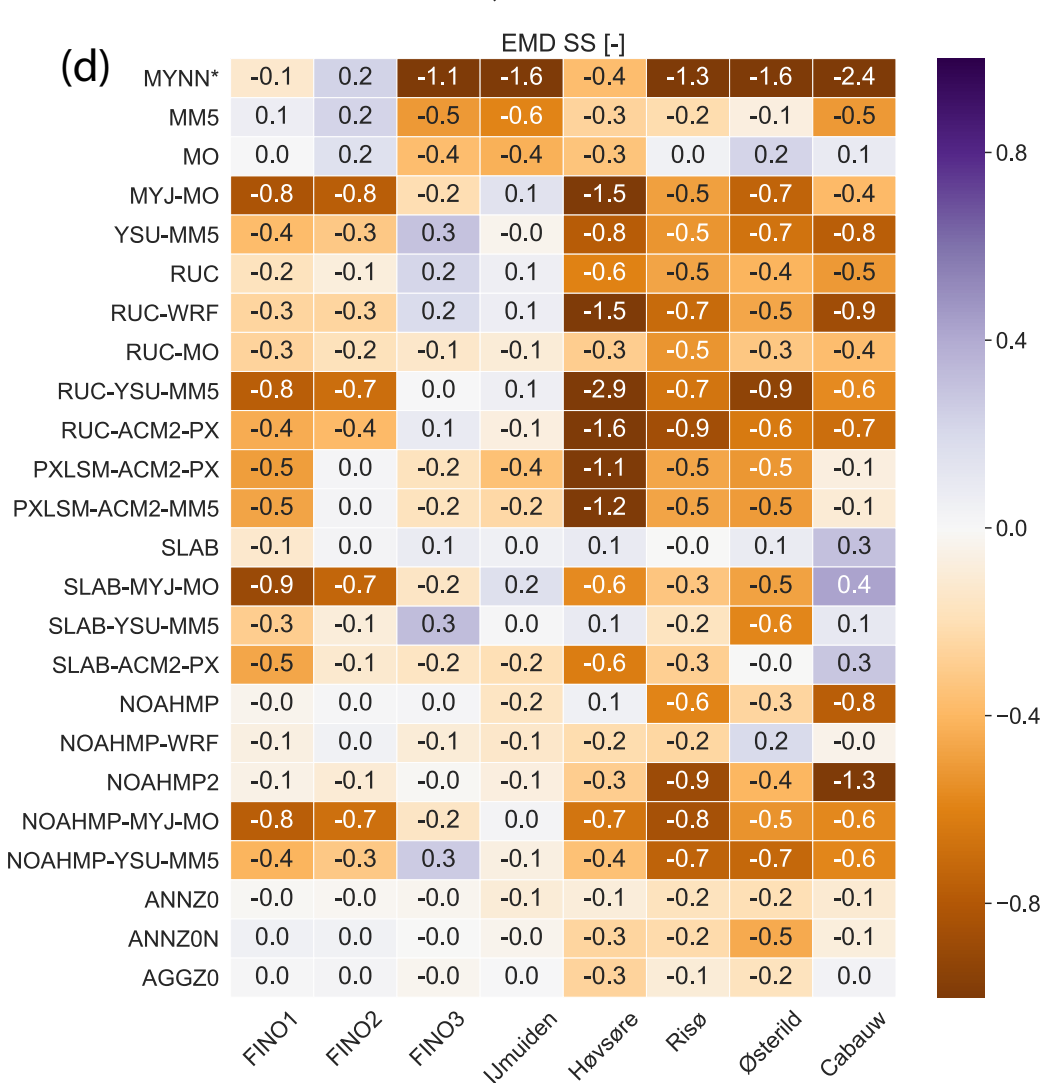 EMD SS [-]
(d)
MYNN* -0.1 0.2 -1.1 -1.6 -0.4 -1.3 -1.6 -2.4
MM5 0.1 0.2 -0.5 -0.6 -0.3 -0.2 -0.1 -0.5
MO 0.0 0.2 -0.4 -0.4 -0.3 0.0 0.2 0.1
MYJ-MO -0.8 -0.8 -0.2 0.1 -1.5 -0.5 -0.7 -0.4
YSU-MM5 -0.4 -0.3 0.3 -0.0 -0.8 -0.5 -0.7 -0.8
RUC -0.2 -0.1 0.2 0.1 -0.6 -0.5 -0.4 -0.5
RUC-WRF -0.3 -0.3 0.2 0.1 -1.5 -0.7 -0.5 -0.9
RUC-MO -0.3 -0.2 -0.1 -0.1 -0.3 -0.5 -0.3 -0.4
RUC-YSU-MM5 -0.8 -0.7 0.0 0.1 -2.9 -0.7 -0.9 -0.6
RUC-ACM2-PX -0.4 -0.4 0.1 -0.1 -1.6 -0.9 -0.6 -0.7
PXLSM-ACM2-PX -0.5 0.0 -0.2 -0.4 -1.1 -0.5 -0.5 -0.1
PXLSM-ACM2-MM5 -0.5 0.0 -0.2 -0.2 -1.2 -0.5 -0.5 -0.1
SLAB -0.1 0.0 0.1 0.0 0.1 -0.0 0.1 0.3
SLAB-MYJ-MO -0.9 -0.7 -0.2 0.2 -0.6 -0.3 -0.5 0.4
SLAB-YSU-MM5 -0.3 -0.1 0.3 0.0 0.1 -0.2 -0.6 0.1
SLAB-ACM2-PX -0.5 -0.1 -0.2 -0.2 -0.6 -0.3 -0.0 0.3
NOAHMP -0.0 0.0 0.0 -0.2 0.1 -0.6 -0.3 -0.8
NOAHMP-WRF -0.1 0.0 -0.1 -0.1 -0.2 -0.2 0.2 -0.0
NOAHMP2 -0.1 -0.1 -0.0 -0.1 -0.3 -0.9 -0.4 -1.3
NOAHMP-MYJ-MO -0.8 -0.7 -0.2 0.0 -0.7 -0.8 -0.5 -0.6
NOAHMP-YSU-MM5 -0.4 -0.3 0.3 -0.1 -0.4 -0.7 -0.7 -0.6
ANNZ0 -0.0 -0.0 -0.0 -0.1 -0.1 -0.2 -0.2 -0.1
ANNZ0N 0.0 0.0 -0.0 -0.0 -0.3 -0.2 -0.5 -0.1
AGGZ0 0.0 0.0 -0.0 0.0 -0.3 -0.1 -0.2 0.0
FINO1 FINO2 FINO3 IJmuiden Høvsøre Risø Østerild Cabauw
0.8
0.4
0.0
−0.4
−0.8